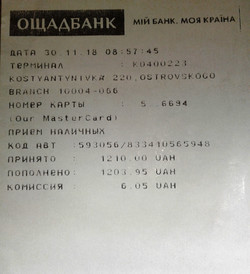 ОЩАДБАНК
МІЙ БАНК. МОЯ КРАЇНА
ДАТА 30.11.18 08:57:45
ТЕРМИНАЛ : K0400223
KOSTYANTYNIVKA 220,OSTROVSKOGO
BRANCH 10004-066
НОМЕР КАРТЫ : 5..6694
(Our MasterCard)
ПРИЕМ НАЛИЧНЫХ
КОД АВТ :593056/833410565948
ПРИНЯТО : 1210.00 UAH
ПОПОЛНЕНО : 1203.95 UAH
КОМИССИЯ : 6.05 UAH